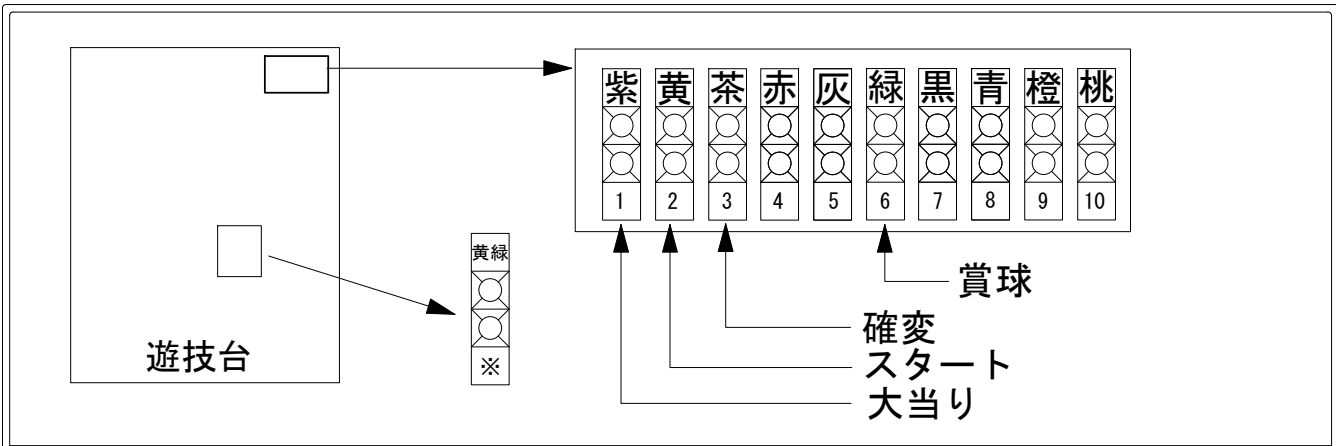 紫 黄 茶 赤 灰 緑 黒 青 橙 桃
1 2 3 4 5 6 7 8 9 10
黄緑
※
遊技台
賞球
確変
スタート
大当り